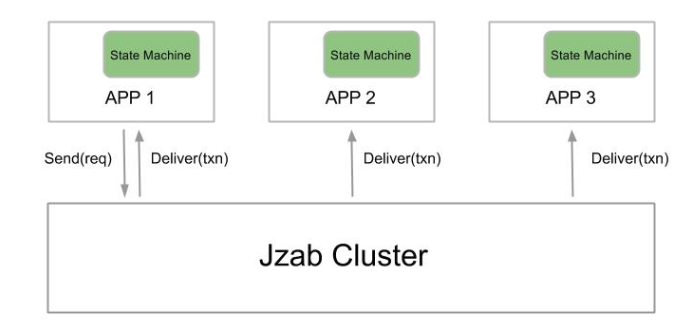 State Machine
APP 1
State Machine
APP 2
State Machine
APP 3
Send(req)
Deliver(txn)
Deliver(txn)
Deliver(txn)
Jzab Cluster